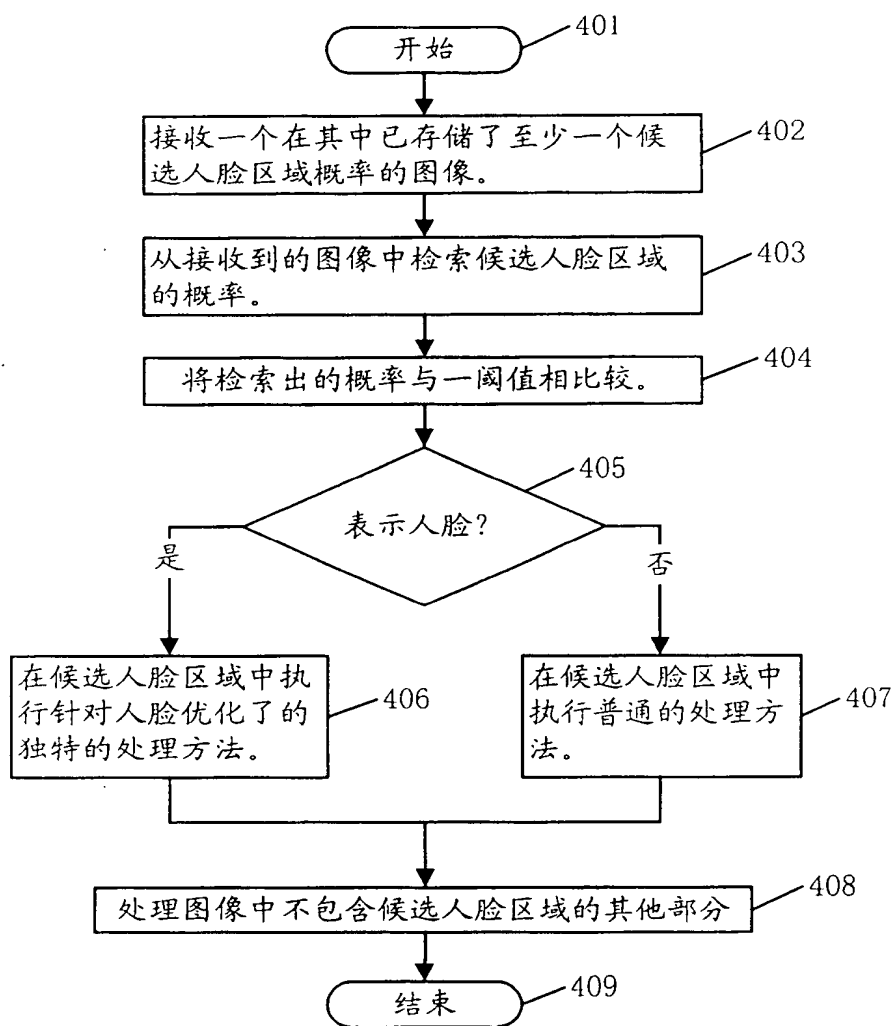 开始
401
接收一个在其中已存储了至少一个候
选人脸区域概率的图像。
402
从接收到的图像中检索候选人脸区域
的概率。
403
将检索出的概率与一阈值相比较。
404
表示人脸?
405
是
否
在候选人脸区域中执
行针对人脸优化了的
独特的处理方法。
406
在候选人脸区域中
执行普通的处理方
法。
407
处理图像中不包含候选人脸区域的其他部分
408
结束
409